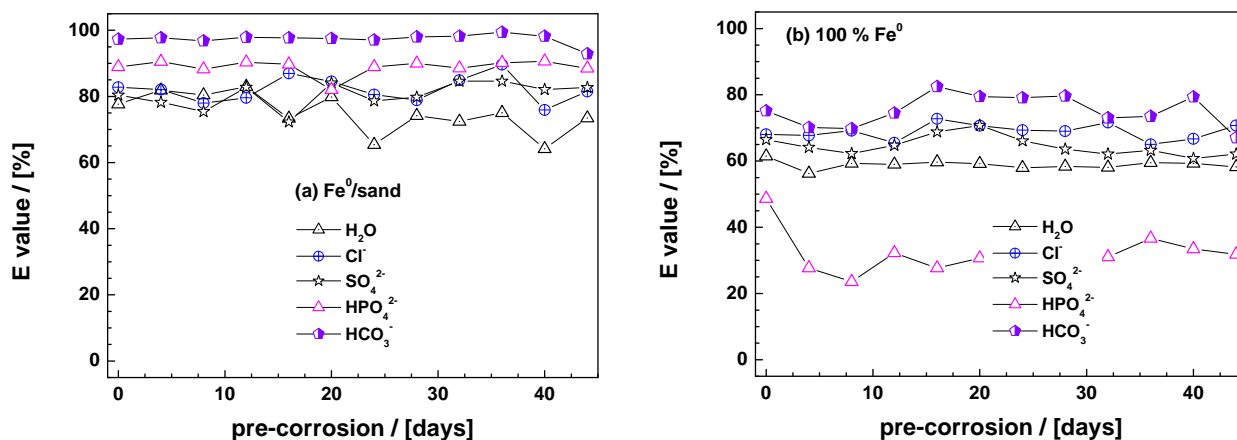 100
80
60
40
20
0
E value / [%]
(a) Fe⁰/sand
H₂O
Cl⁻
SO₄²⁻
HPO₄²⁻
HCO₃⁻
0 10 20 30 40
pre-corrosion / [days]
100
80
60
40
20
0
E value / [%]
(b) 100 % Fe⁰
H₂O
Cl⁻
SO₄²⁻
HPO₄²⁻
HCO₃⁻
0 10 20 30 40
pre-corrosion / [days]